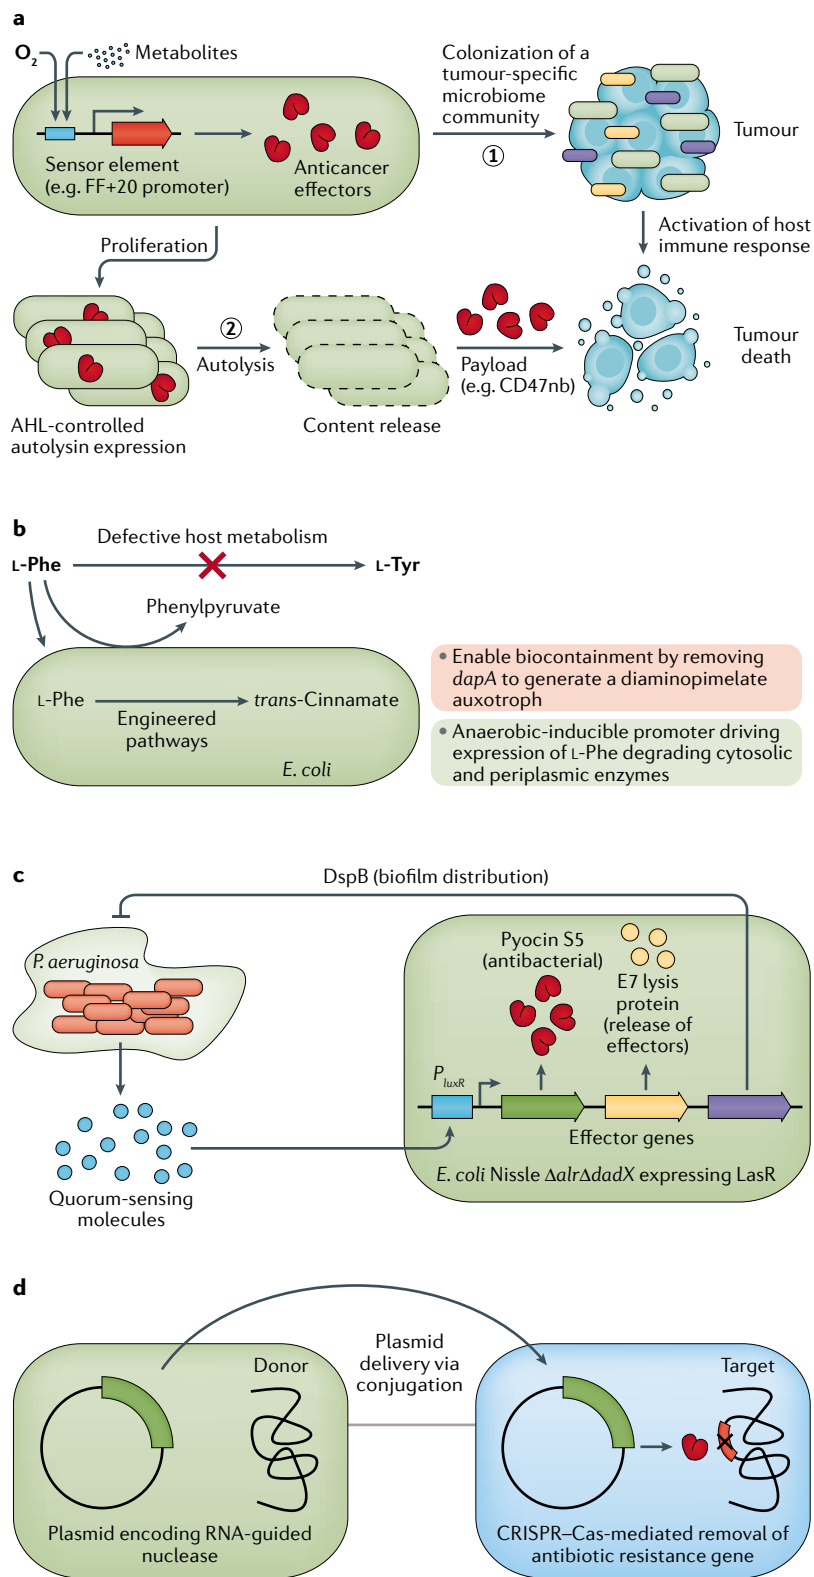 a
O2
Metabolites
Sensor element
(e.g. FF+20 promoter)
Anticancer
effectors
Colonization of a
tumour-specific
microbiome
community
1
Tumour
Activation of host
immune response
Proliferation
2
Autolysis
AHL-controlled
autolysin expression
Content release
Payload
(e.g. CD47nb)
Tumour
death
b
Defective host metabolism
L-Phe
L-Tyr
Phenylpyruvate
L-Phe
trans-Cinnamate
Engineered
pathways
E. coli
• Enable biocontainment by removing
dapA to generate a diaminopimelate
auxotroph
• Anaerobic-inducible promoter driving
expression of L-Phe degrading cytosolic
and periplasmic enzymes
c
DspB (biofilm distribution)
P. aeruginosa
Quorum-sensing
molecules
Pyocin S5
(antibacterial)
E7 lysis
protein
(release of
effectors)
PluxR
Effector genes
E. coli Nissle ΔalrΔdadX expressing LasR
d
Donor
Plasmid
delivery via
conjugation
Target
Plasmid encoding RNA-guided
nuclease
CRISPR–Cas-mediated removal of
antibiotic resistance gene